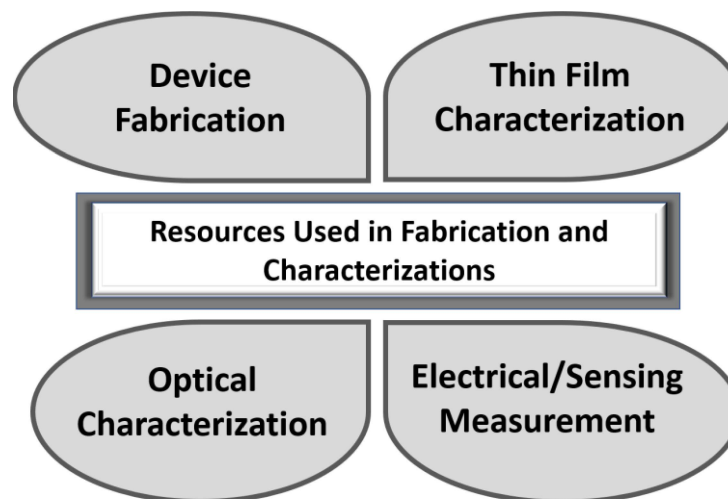 Device
Fabrication
Thin Film
Characterization
Resources Used in Fabrication and
Characterizations
Optical
Characterization
Electrical/Sensing
Measurement